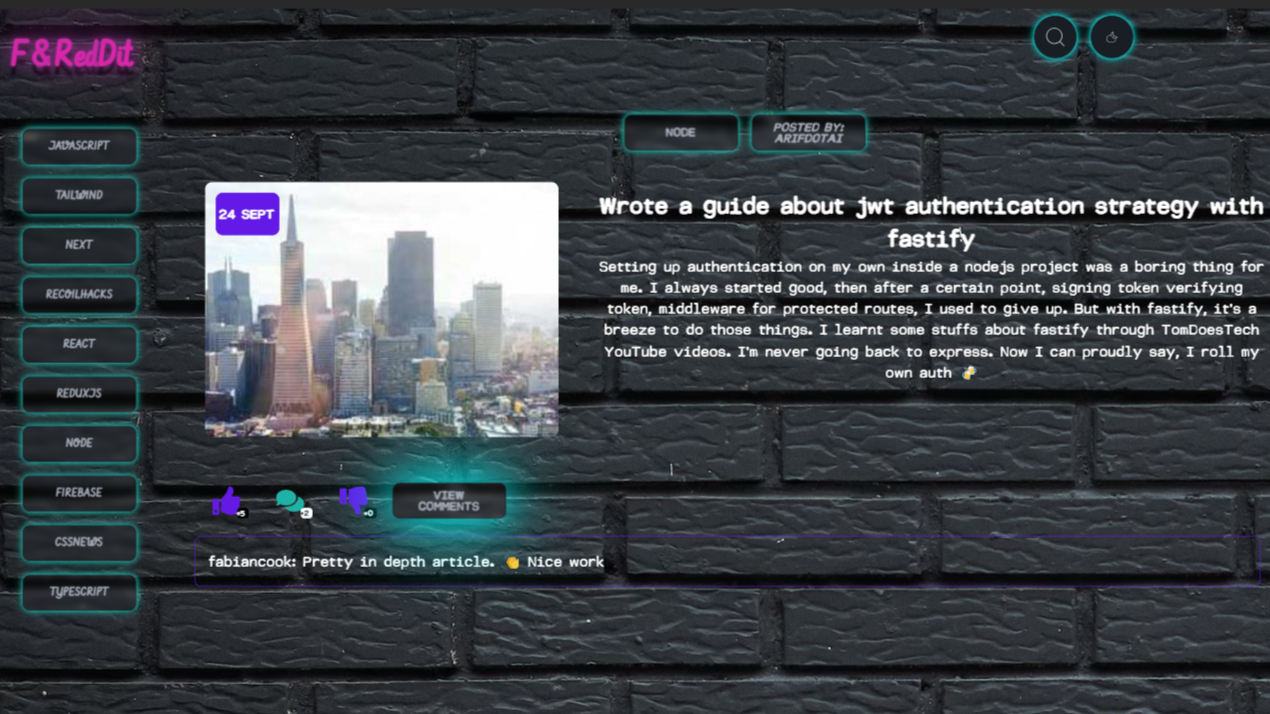 F&RedDit
JAVASCRIPT
TAILWIND
NEXT
RECOILHACKS
REACT
REDUXJS
NODE
FIREBASE
CSSNEWS
TYPESCRIPT
NODE
POSTED BY:
ARIFDOTAI
24 SEPT
Wrote a guide about jwt authentication strategy with
fastify
Setting up authentication on my own inside a nodejs project was a boring thing for
me. I always started good, then after a certain point, signing token verifying
token, middleware for protected routes, I used to give up. But with fastify, it's a
breeze to do those things. I learnt some stuffs about fastify through TomDoesTech
YouTube videos. I'm never going back to express. Now I can proudly say, I roll my
own auth
+5
+2
+0
VIEW
COMMENTS
fabiancook: Pretty in depth article. 👏 Nice work